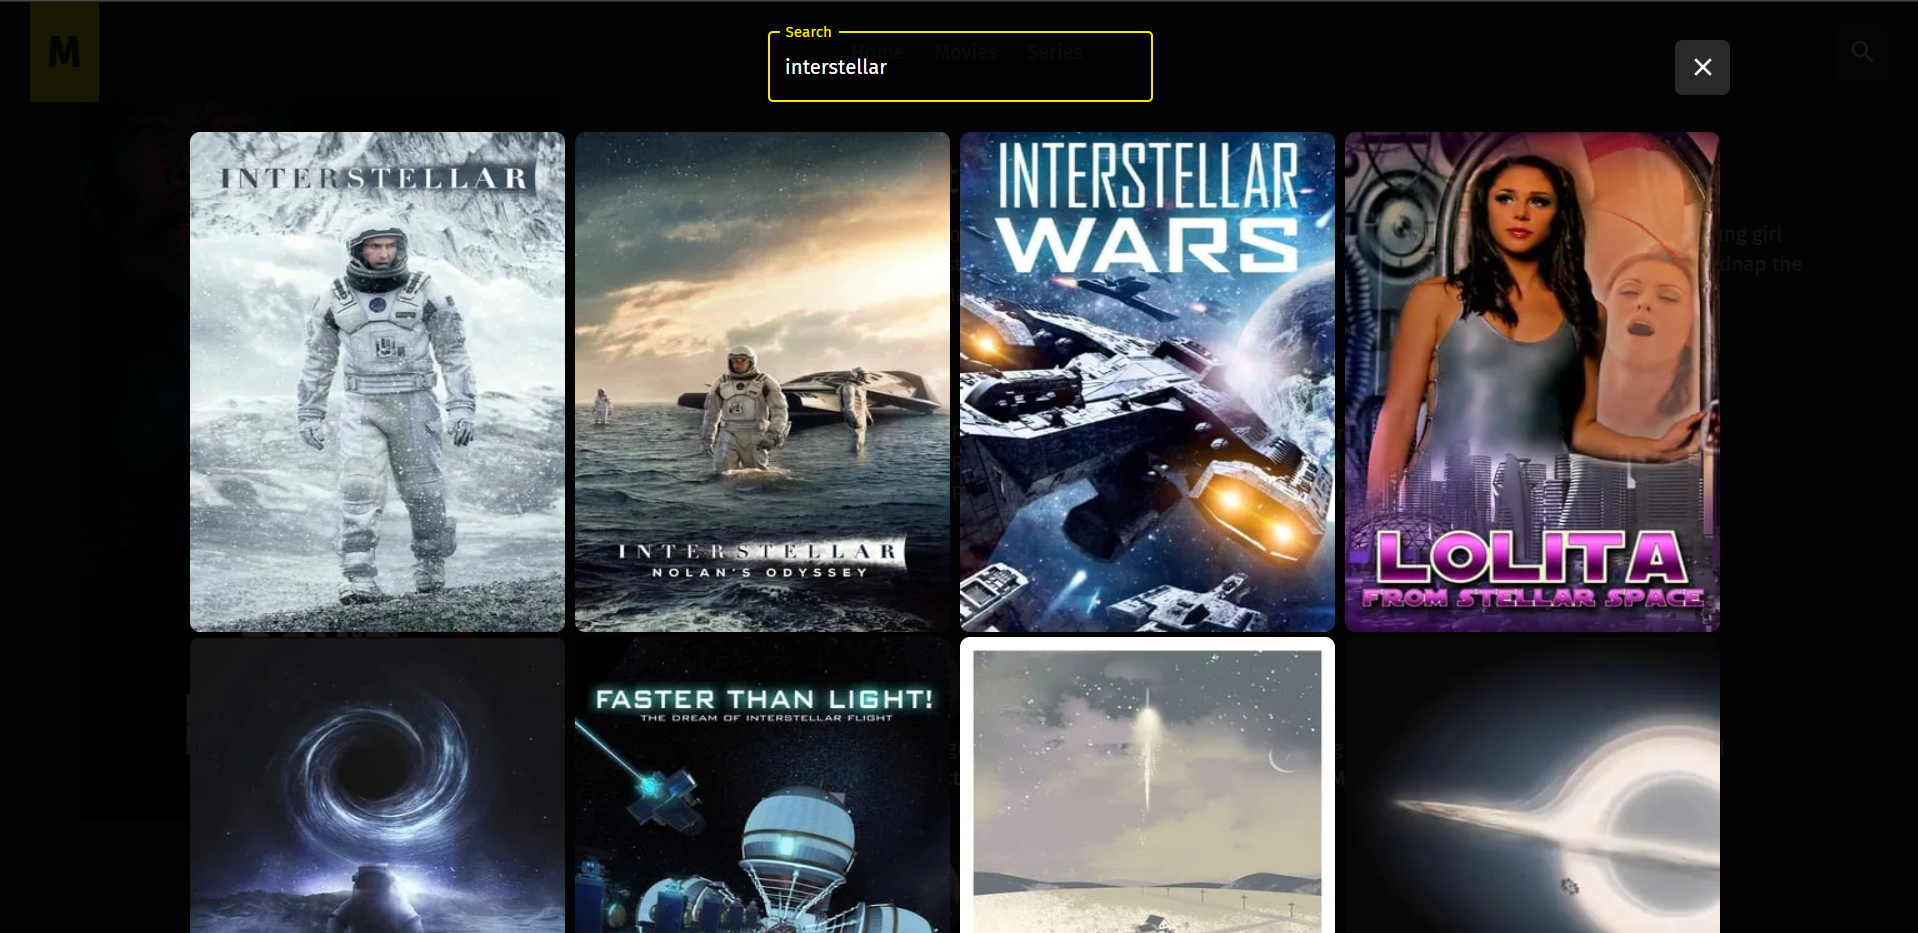 M
Search
Home Movies Series
interstellar
ng girl
dnap the
INTERSTELLAR
INTERSTELLAR
NOLAN'S ODYSSEY
INTERSTELLAR
WARS
LOLITA
FROM STELLAR SPACE
FASTER THAN LIGHT!
THE DREAM OF INTERSTELLAR FLIGHT